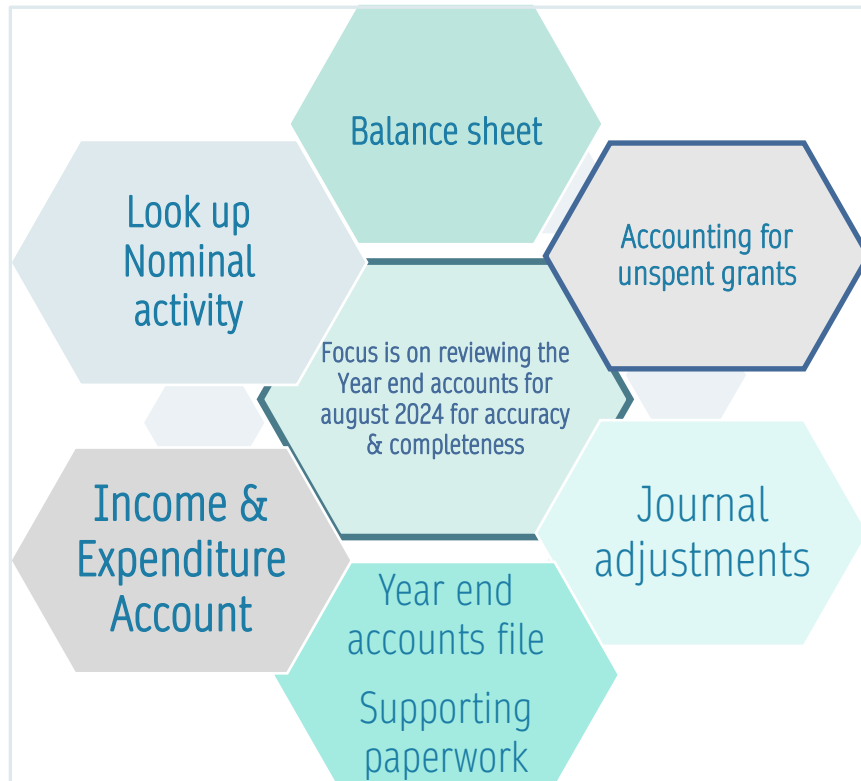 Balance sheet
Look up
Nominal
activity
Accounting for
unspent grants
Focus is on reviewing the
Year end accounts for
august 2024 for accuracy
& completeness
Income &
Expenditure
Account
Journal
adjustments
Year end
accounts file
Supporting
paperwork